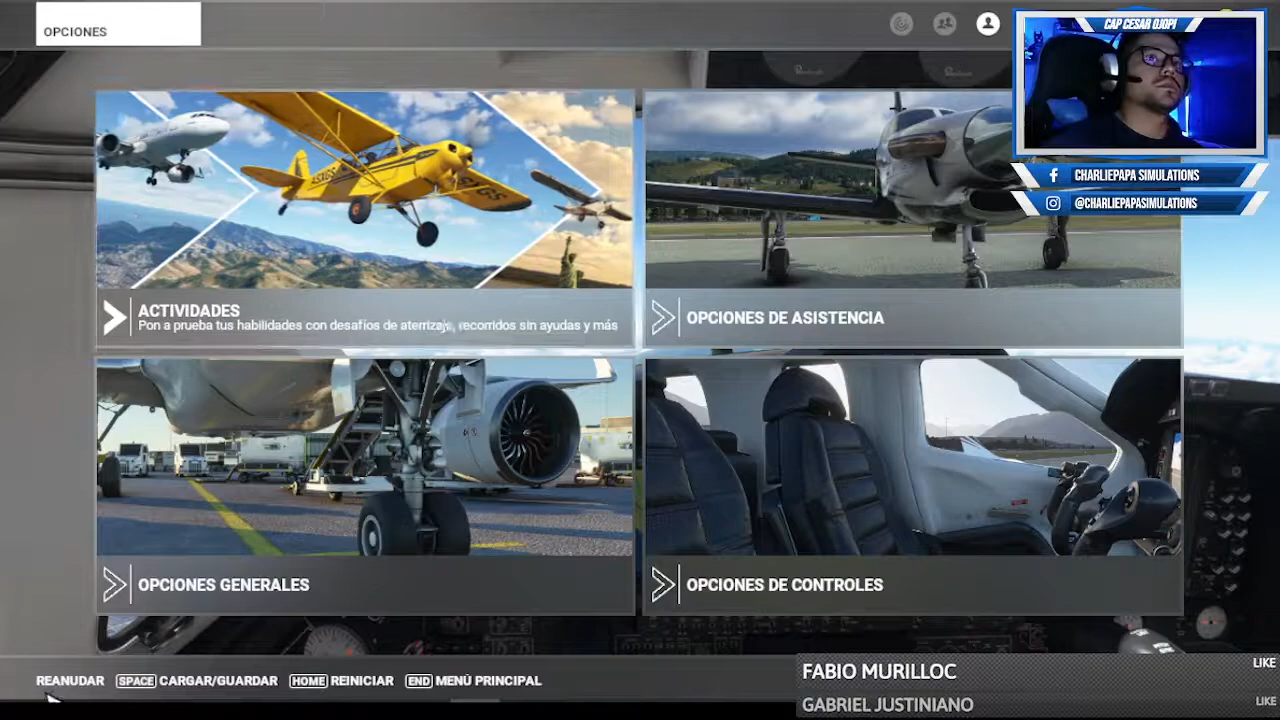 OPCIONES
CAP CESAR OJOPI
CHARLIEPAPA SIMULATIONS
@CHARLIEPAPASIMULATIONS
ACTIVIDADES
Pon a prueba tus habilidades con desafíos de aterrizaje, recorridos sin ayudas y más
OPCIONES DE ASISTENCIA
OPCIONES GENERALES
OPCIONES DE CONTROLES
REANUDAR SPACE CARGAR/GUARDAR HOME REINICIAR END MENÚ PRINCIPAL
FABIO MURILLOC LIKE
GABRIEL JUSTINIANO LIKE